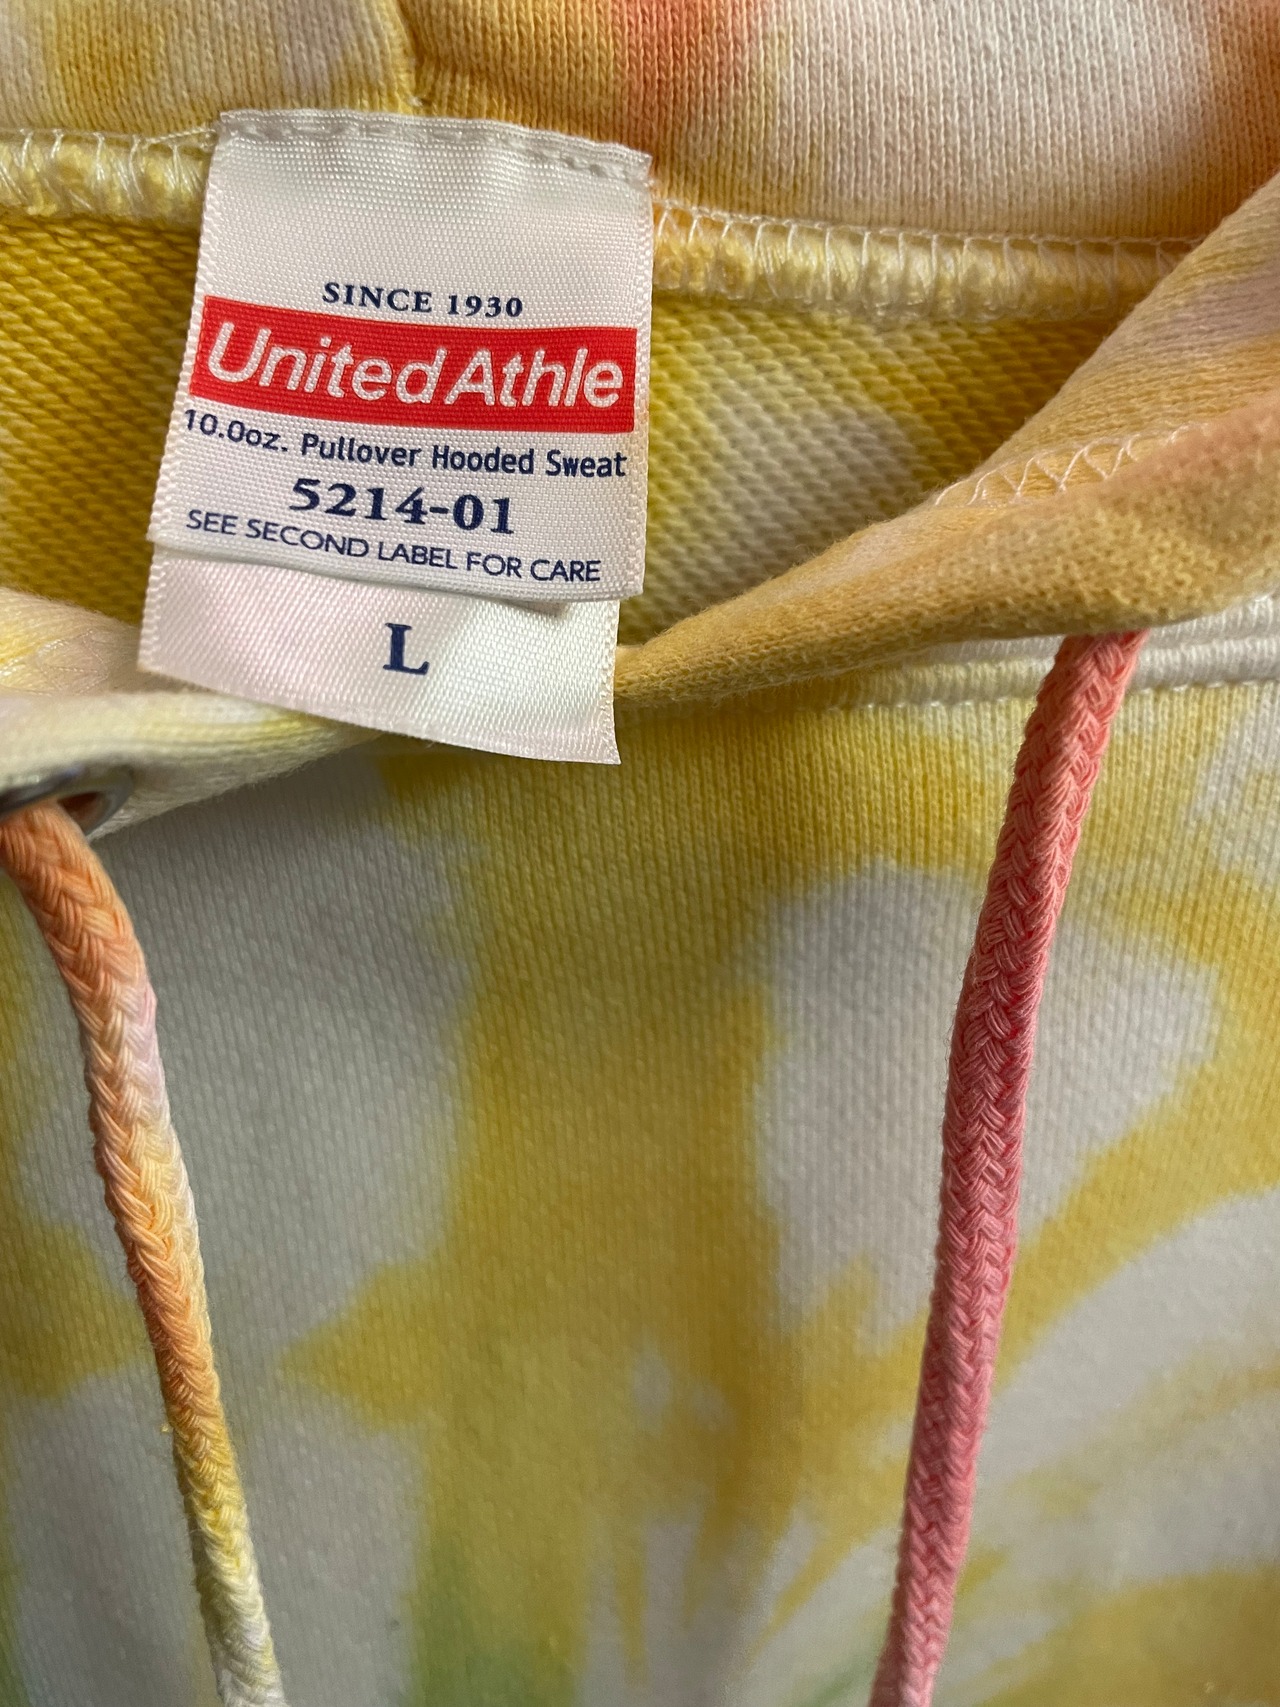 SINCE 1930
United Athle
10.0oz. Pullover Hooded Sweat
5214-01
SEE SECOND LABEL FOR CARE
L